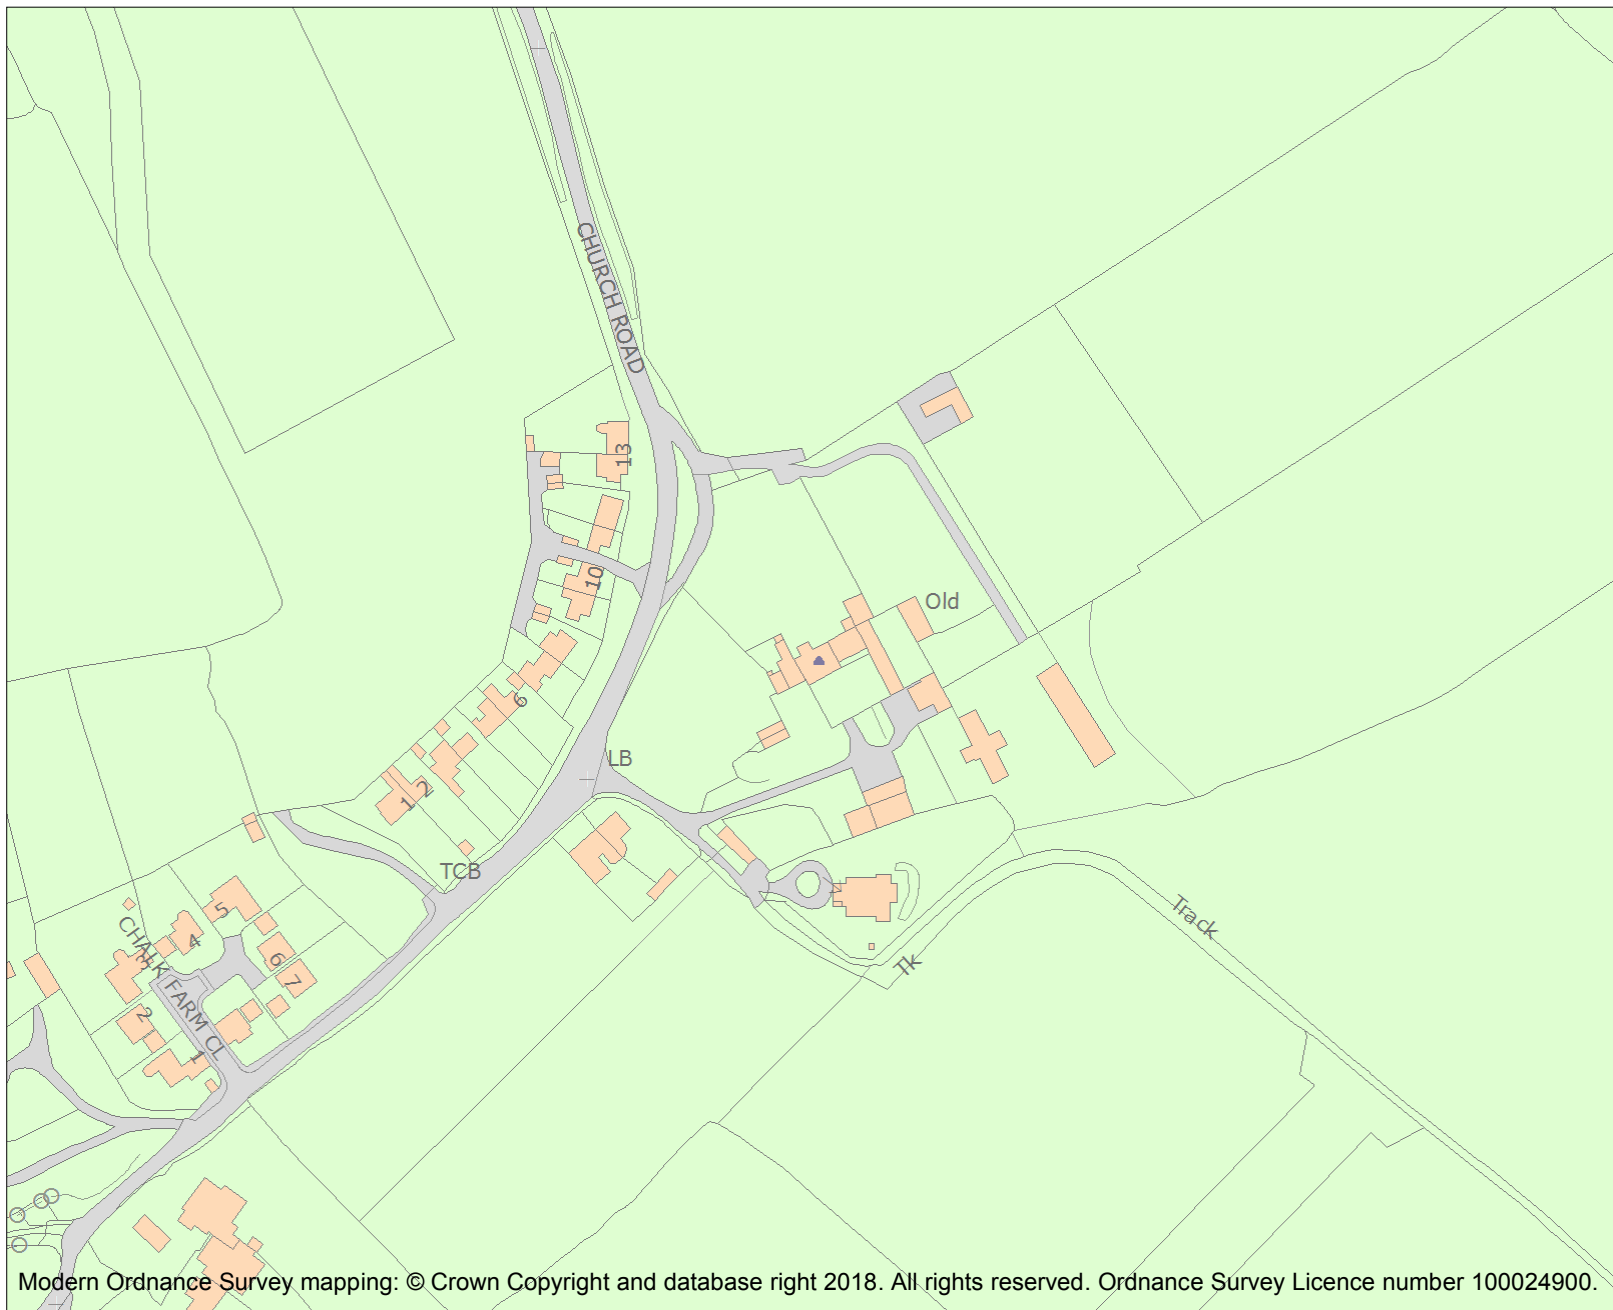 CHURCH ROAD
13
10
Old
6
LB
1 2
TCB
5
4
CHALK FARM CL
3
6
7
2
1
Track
Tk
Modern Ordnance Survey mapping: © Crown Copyright and database right 2018. All rights reserved. Ordnance Survey Licence number 100024900.